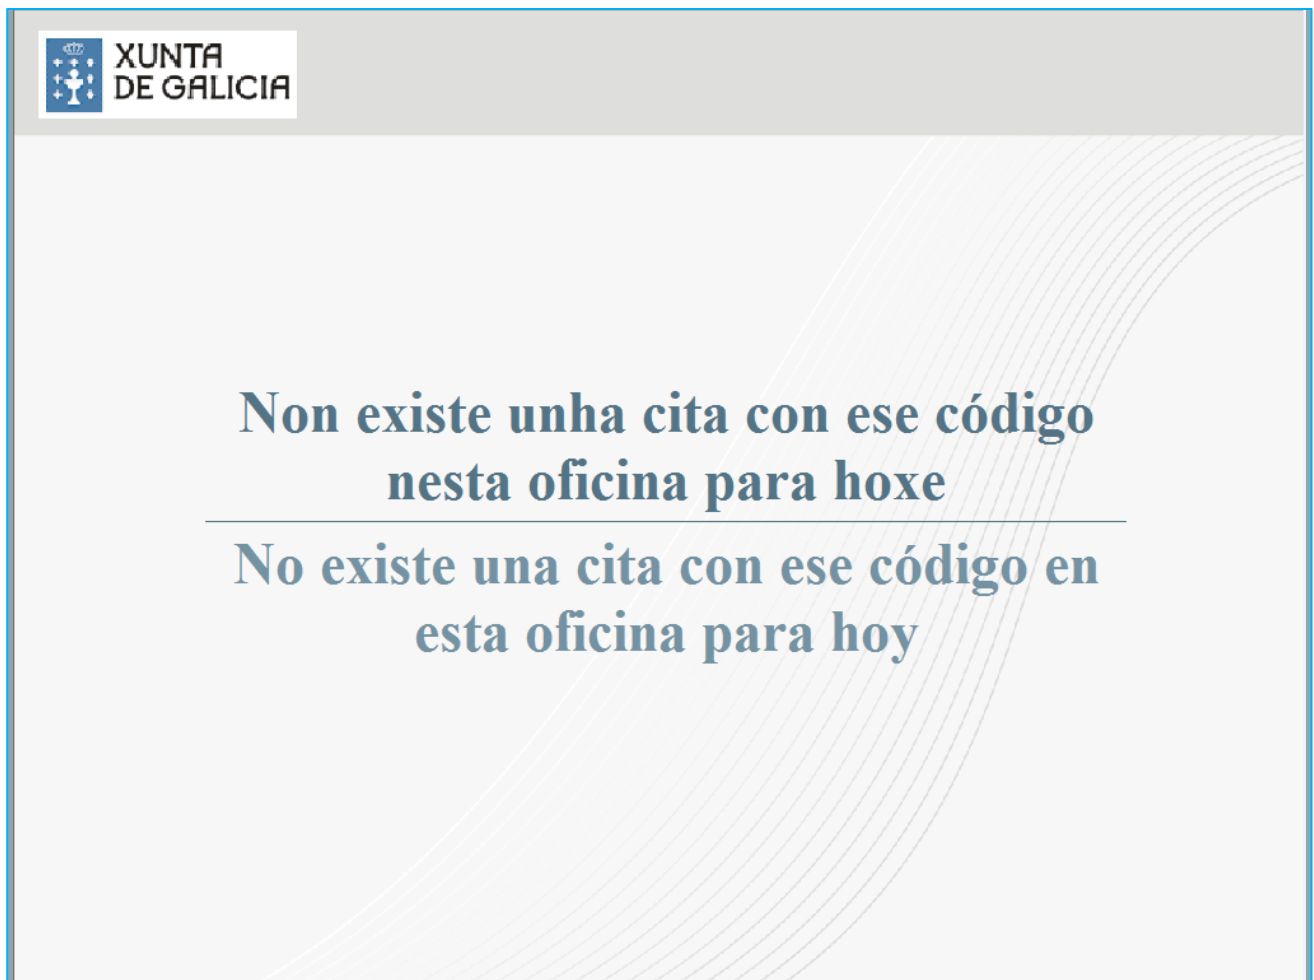 XUNTA
DE GALICIA
Non existe unha cita con ese código
nesta oficina para hoxe
No existe una cita con ese código en
esta oficina para hoy